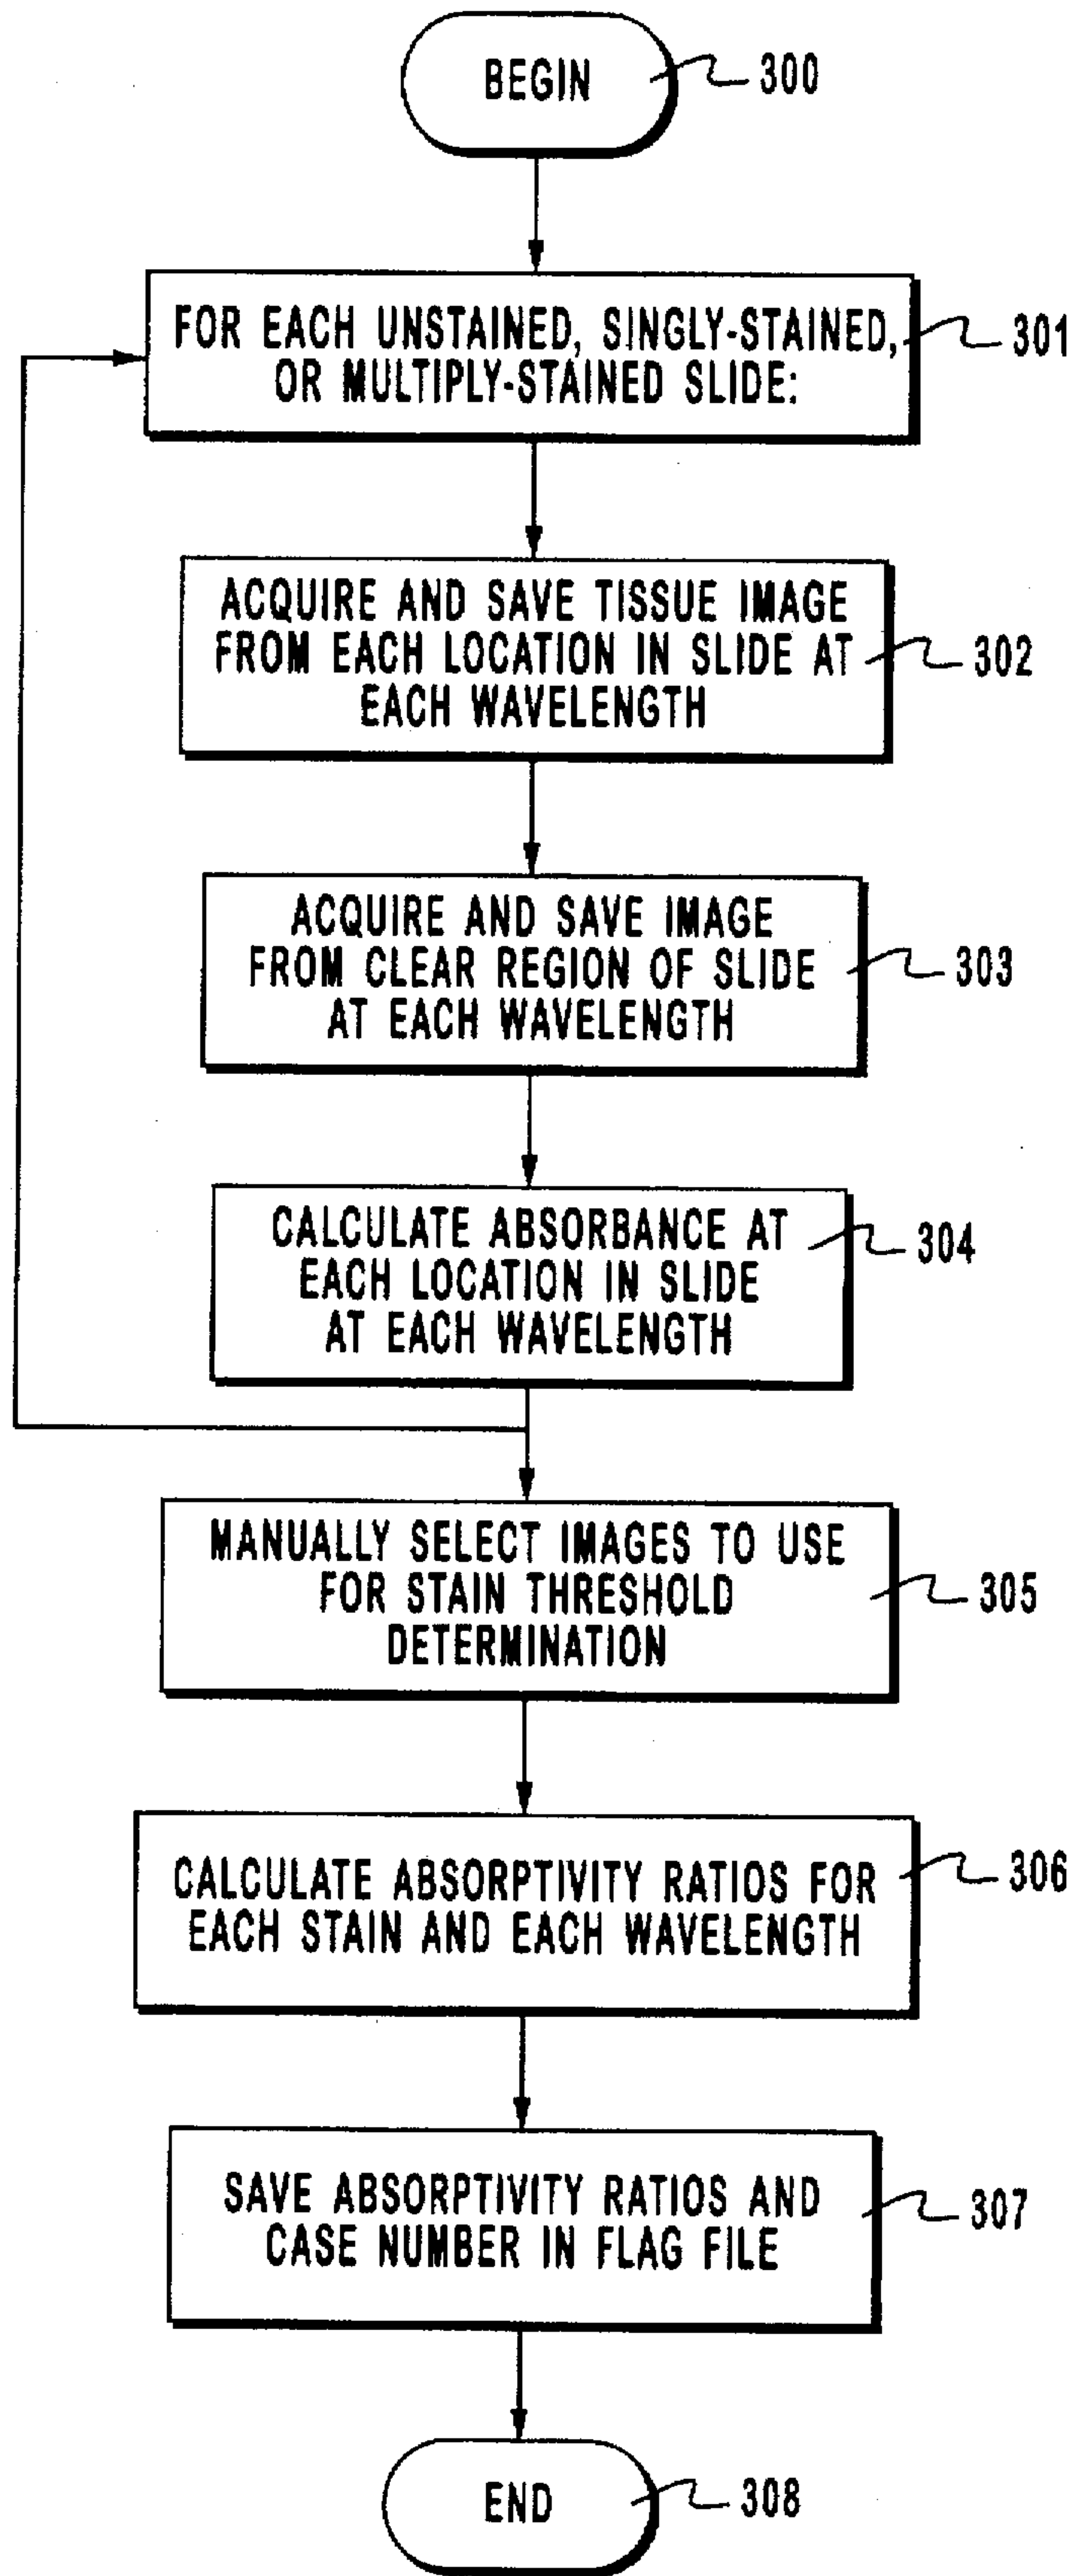 BEGIN
300
FOR EACH UNSTAINED, SINGLY-STAINED,
OR MULTIPLY-STAINED SLIDE:
301
ACQUIRE AND SAVE TISSUE IMAGE
FROM EACH LOCATION IN SLIDE AT
EACH WAVELENGTH
302
ACQUIRE AND SAVE IMAGE
FROM CLEAR REGION OF SLIDE
AT EACH WAVELENGTH
303
CALCULATE ABSORBANCE AT
EACH LOCATION IN SLIDE
AT EACH WAVELENGTH
304
MANUALLY SELECT IMAGES TO USE
FOR STAIN THRESHOLD
DETERMINATION
305
CALCULATE ABSORPTIVITY RATIOS FOR
EACH STAIN AND EACH WAVELENGTH
306
SAVE ABSORPTIVITY RATIOS AND
CASE NUMBER IN FLAG FILE
307
END
308